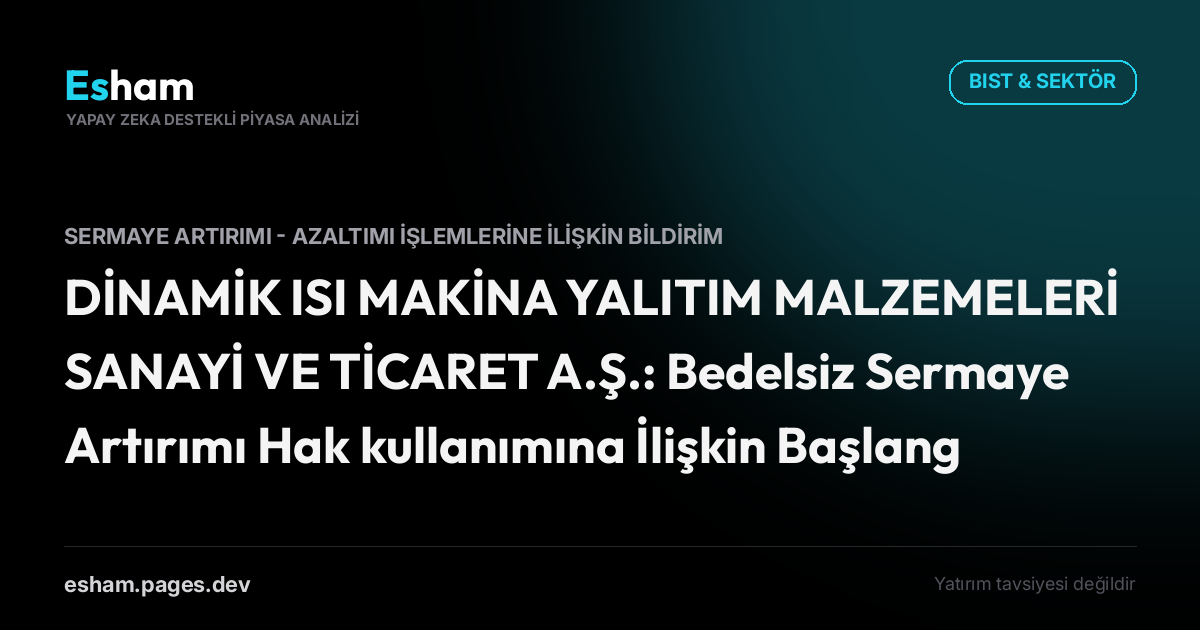 Esham
YAPAY ZEKA DESTEKLİ PİYASA ANALİZİ
BIST & SEKTÖR
SERMAYE ARTIRIMI - AZALTIMI İŞLEMLERİNE İLİŞKİN BİLDİRİM
DİNAMİK ISI MAKİNA YALITIM MALZEMELERİ
SANAYİ VE TİCARET A.Ş.: Bedelsiz Sermaye
Artırımı Hak kullanımına İlişkin Başlang
esham.pages.dev
Yatırım tavsiyesi değildir